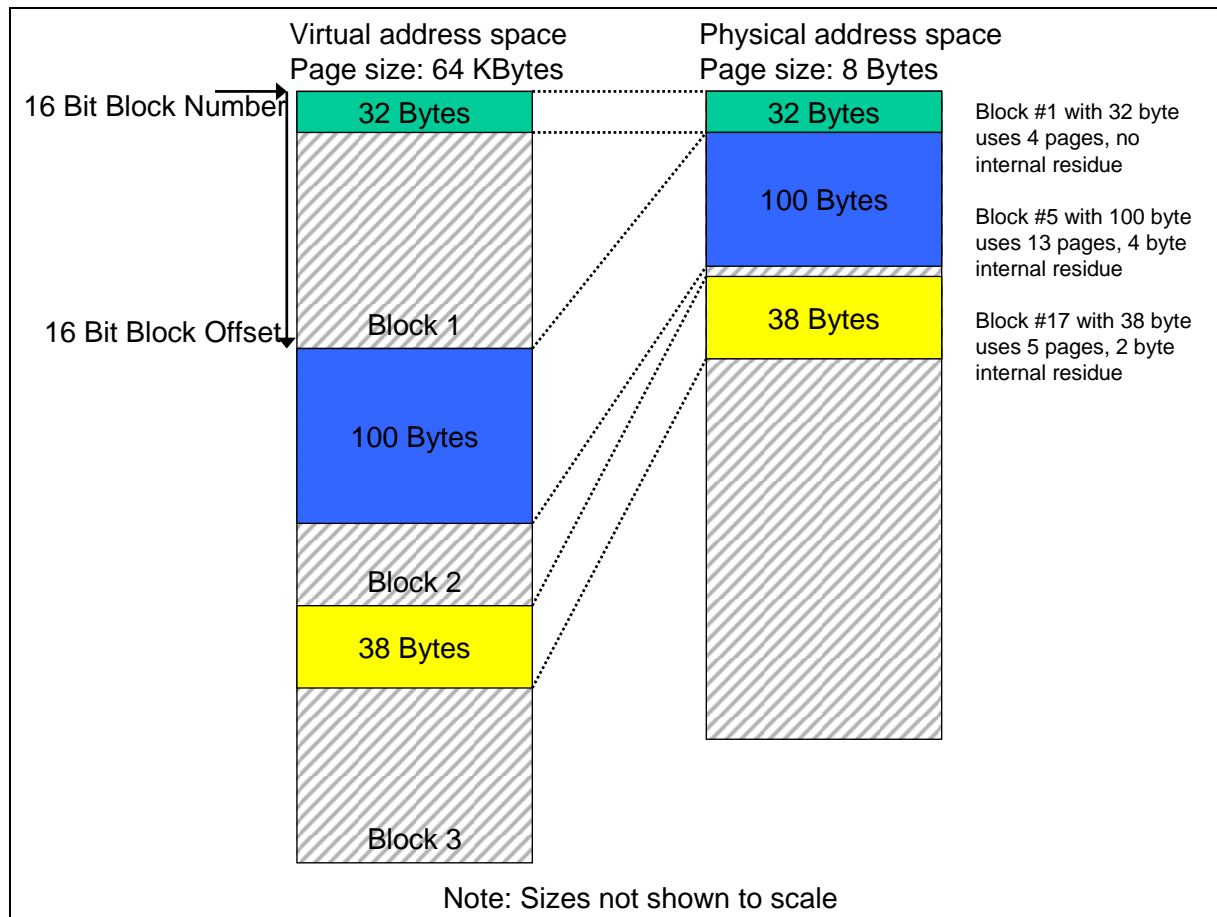 Virtual address space
Page size: 64 KBytes
Physical address space
Page size: 8 Bytes
16 Bit Block Number
32 Bytes
Block 1
16 Bit Block Offset
100 Bytes
Block 2
38 Bytes
Block 3
32 Bytes
100 Bytes
38 Bytes
Block #1 with 32 byte
uses 4 pages, no
internal residue
Block #5 with 100 byte
uses 13 pages, 4 byte
internal residue
Block #17 with 38 byte
uses 5 pages, 2 byte
internal residue
Note: Sizes not shown to scale